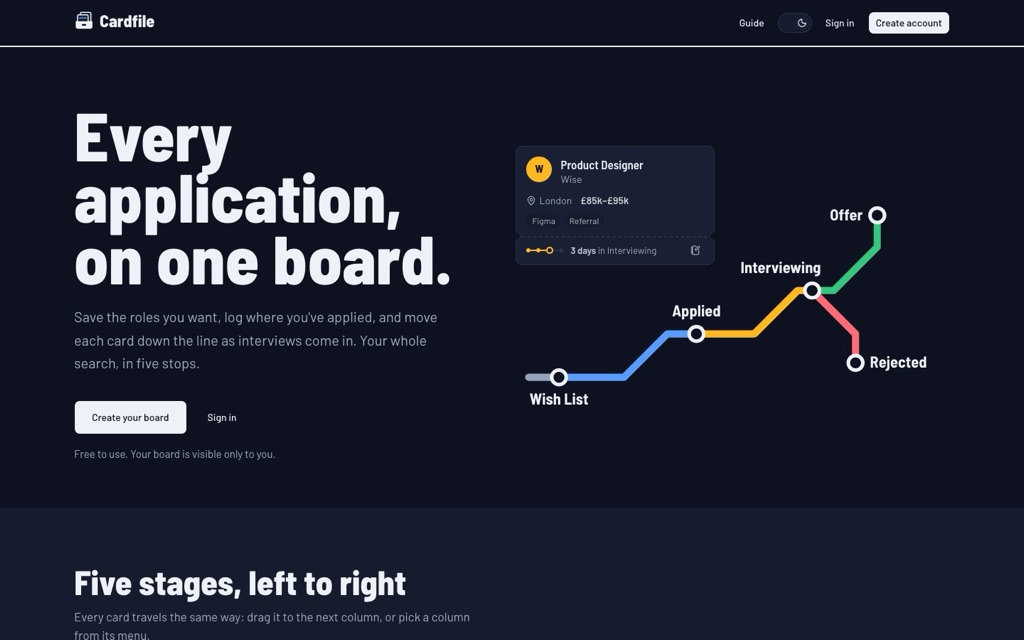 Cardfile
Guide
Sign in
Create account
Every
application,
on one board.
Save the roles you want, log where you've applied, and move
each card down the line as interviews come in. Your whole
search, in five stops.
Create your board
Sign in
Free to use. Your board is visible only to you.
W
Product Designer
Wise
London £85k–£95k
Figma Referral
3 days in Interviewing
Offer
Interviewing
Applied
Rejected
Wish List
Five stages, left to right
Every card travels the same way: drag it to the next column, or pick a column
from its menu.